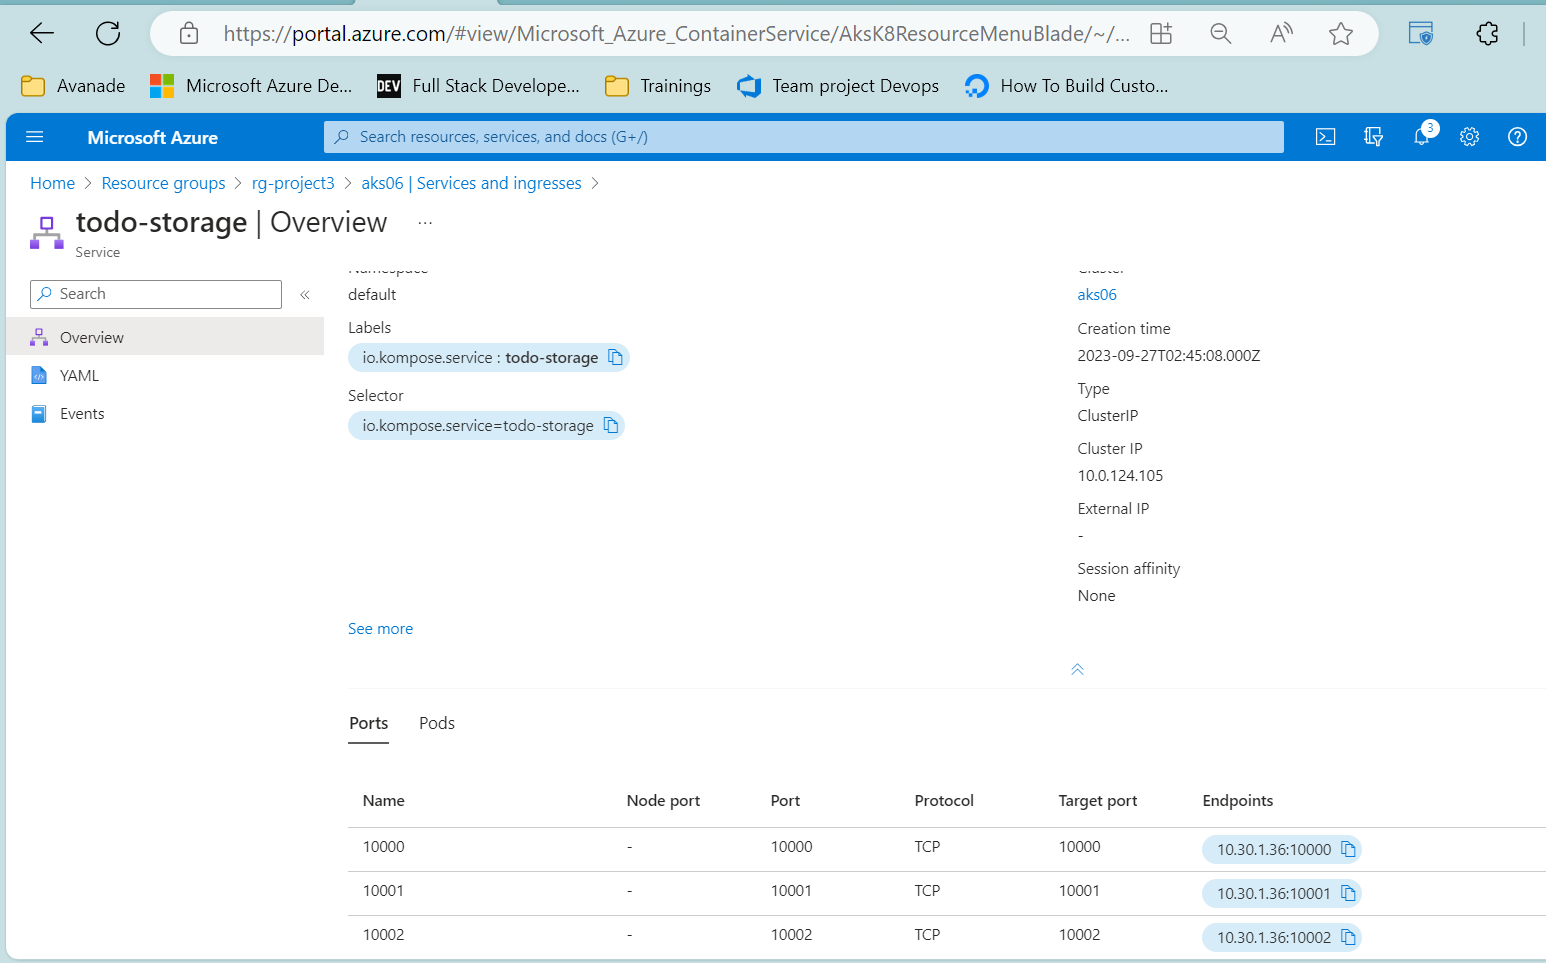 https://portal.azure.com/#view/Microsoft_Azure_ContainerService/AksK8ResourceMenuBlade/~/...
Avanade
Microsoft Azure De...
DEV
Full Stack Develope...
Trainings
Team project Devops
How To Build Custo...
Microsoft Azure
Search resources, services, and docs (G+/)
3
Home > Resource groups > rg-project3 > aks06 | Services and ingresses >
todo-storage | Overview ...
Service
Search
«
Overview
YAML
Events
Namespace
default
Labels
io.kompose.service : todo-storage
Selector
io.kompose.service=todo-storage
See more
Cluster
aks06
Creation time
2023-09-27T02:45:08.000Z
Type
ClusterIP
Cluster IP
10.0.124.105
External IP
-
Session affinity
None
Ports Pods
Name Node port Port Protocol Target port Endpoints
10000 - 10000 TCP 10000 10.30.1.36:10000
10001 - 10001 TCP 10001 10.30.1.36:10001
10002 - 10002 TCP 10002 10.30.1.36:10002